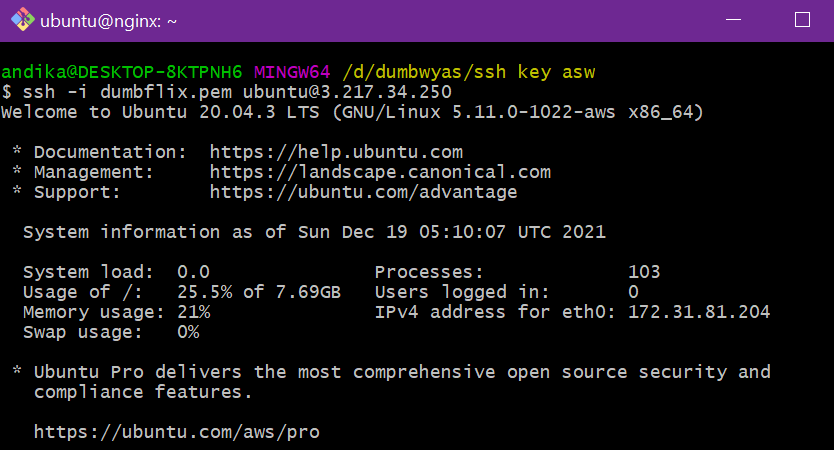 ubuntu@nginx: ~
andika@DESKTOP-8KTPNH6 MINGW64 /d/dumbwyas/ssh key asw
$ ssh -i dumbflix.pem ubuntu@3.217.34.250
Welcome to Ubuntu 20.04.3 LTS (GNU/Linux 5.11.0-1022-aws x86_64)
* Documentation:  https://help.ubuntu.com
* Management:     https://landscape.canonical.com
* Support:        https://ubuntu.com/advantage
System information as of Sun Dec 19 05:10:07 UTC 2021
System load:  0.0               Processes:             103
Usage of /:   25.5% of 7.69GB   Users logged in:       0
Memory usage: 21%               IPv4 address for eth0: 172.31.81.204
Swap usage:   0%
* Ubuntu Pro delivers the most comprehensive open source security and
compliance features.
https://ubuntu.com/aws/pro